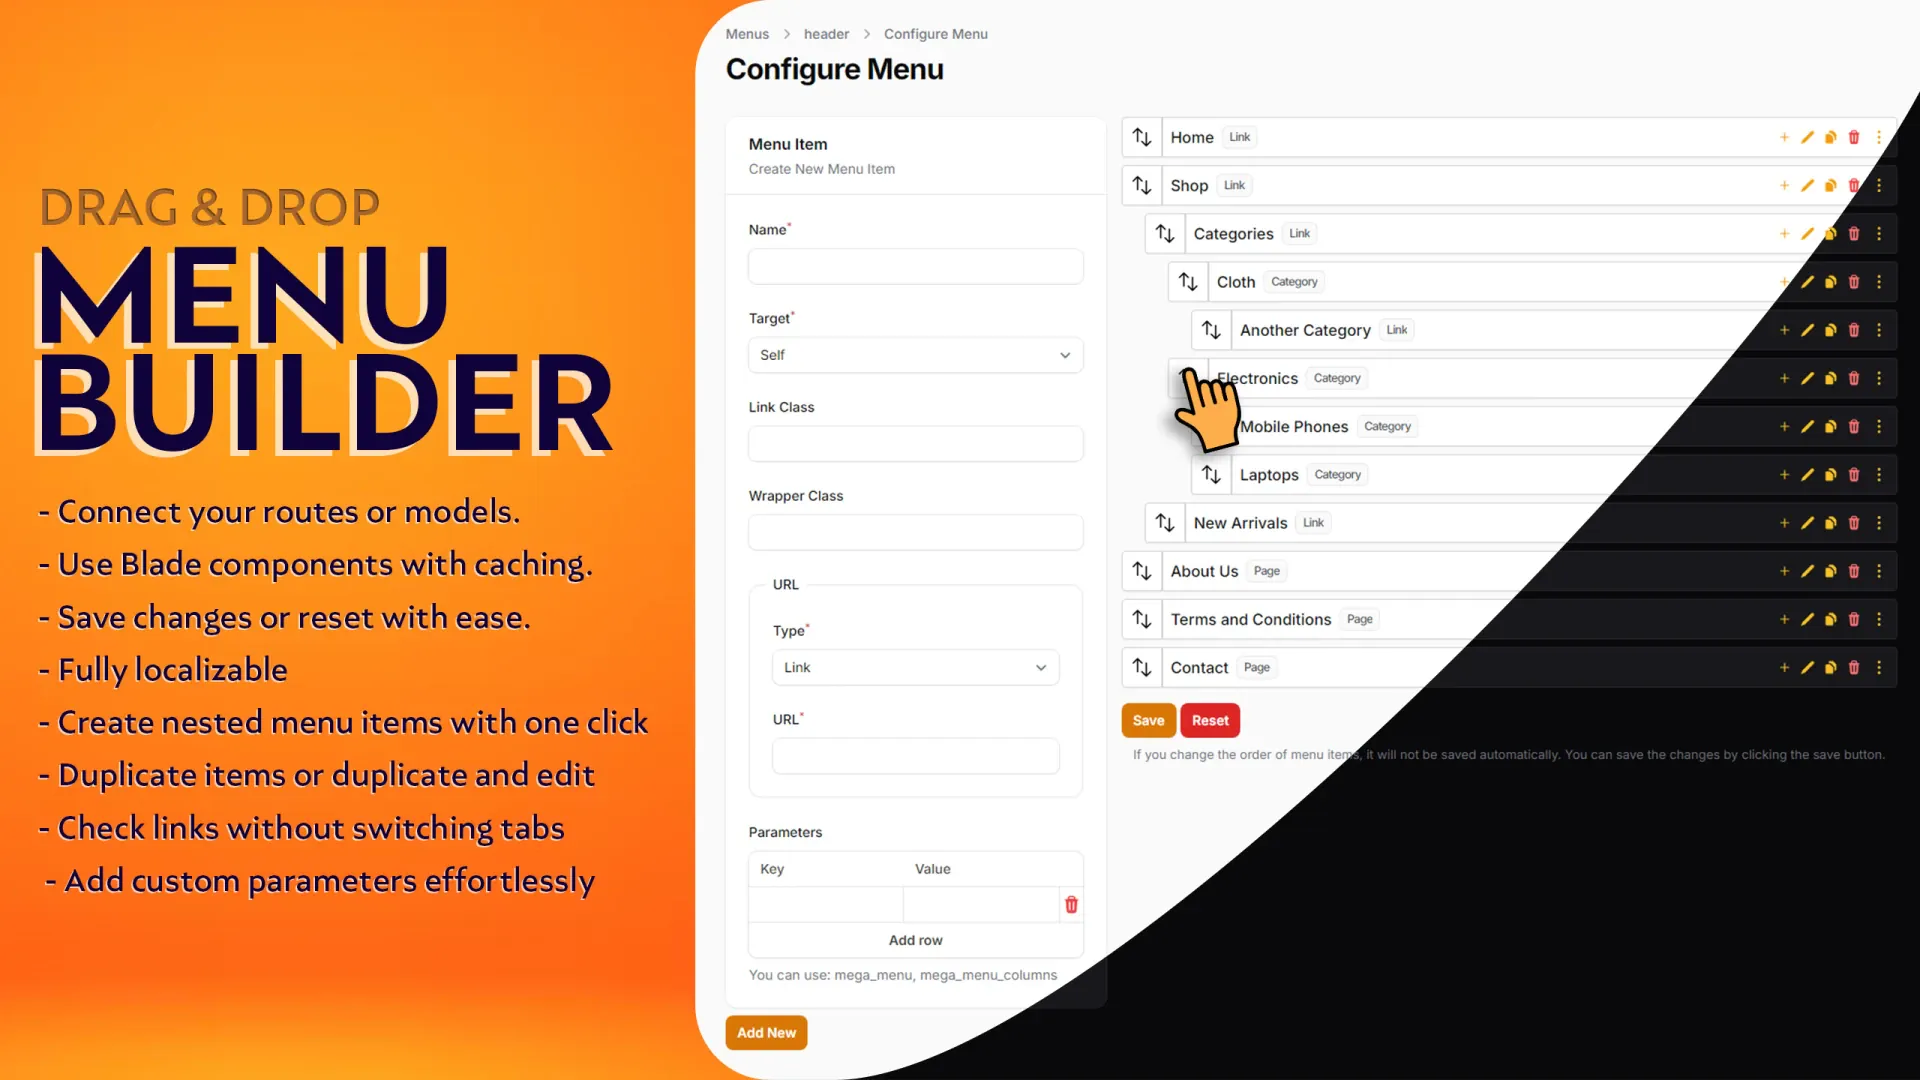 DRAG & DROP
MENU
BUILDER
- Connect your routes or models.
- Use Blade components with caching.
- Save changes or reset with ease.
- Fully localizable
- Create nested menu items with one click
- Duplicate items or duplicate and edit
- Check links without switching tabs
- Add custom parameters effortlessly
Menus > header > Configure Menu
Configure Menu
Menu Item
Create New Menu Item
Name*
Target*
Self
Link Class
Wrapper Class
URL
Type*
Link
URL*
Parameters
Key Value
Add row
You can use: mega_menu, mega_menu_columns
Add New
Home Link
Shop Link
Categories Link
Cloth Category
Another Category Link
Electronics Category
Mobile Phones Category
Laptops Category
New Arrivals Link
About Us Page
Terms and Conditions Page
Contact Page
Save Reset
If you change the order of menu items, it will not be saved automatically. You can save the changes by clicking the save button.